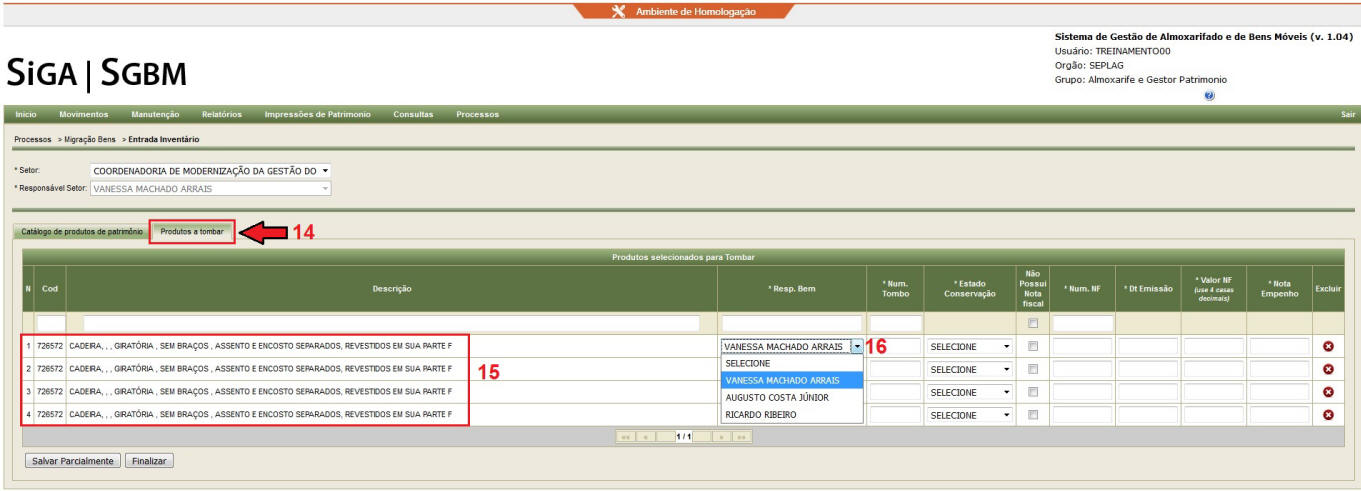 Ambiente de Homologação
Sistema de Gestão de Almoxarifado e de Bens Móveis (v. 1.04)
Usuário: TREINAMENTO00
Orgão: SEPLAG
Grupo: Almoxarife e Gestor Patrimonio
SiGA | SGBM
Início Movimentos Manutenção Relatórios Impressões de Patrimonio Consultas Processos Sair
Processos > Migração Bens > Entrada Inventário
* Setor: COORDENADORIA DE MODERNIZAÇÃO DA GESTÃO DO
* Responsável Setor: VANESSA MACHADO ARRAIS
Catálogo de produtos de patrimônio Produtos a tombar 14
Produtos selecionados para Tombar
N Cod Descrição * Resp. Bem * Num. Tombo * Estado Conservação Não Possui Nota fiscal * Num. NF * Dt Emissão * Valor NF (use 4 casas decimais) * Nota Empenho Excluir
1 726572 CADEIRA, , , GIRATÓRIA , SEM BRAÇOS , ASSENTO E ENCOSTO SEPARADOS, REVESTIDOS EM SUA PARTE F VANESSA MACHADO ARRAIS 16 SELECIONE
2 726572 CADEIRA, , , GIRATÓRIA , SEM BRAÇOS , ASSENTO E ENCOSTO SEPARADOS, REVESTIDOS EM SUA PARTE F 15 SELECIONE SELECIONE
VANESSA MACHADO ARRAIS
3 726572 CADEIRA, , , GIRATÓRIA , SEM BRAÇOS , ASSENTO E ENCOSTO SEPARADOS, REVESTIDOS EM SUA PARTE F AUGUSTO COSTA JÚNIOR SELECIONE
4 726572 CADEIRA, , , GIRATÓRIA , SEM BRAÇOS , ASSENTO E ENCOSTO SEPARADOS, REVESTIDOS EM SUA PARTE F RICARDO RIBEIRO SELECIONE
<< < 1 / 1 > >>
Salvar Parcialmente Finalizar